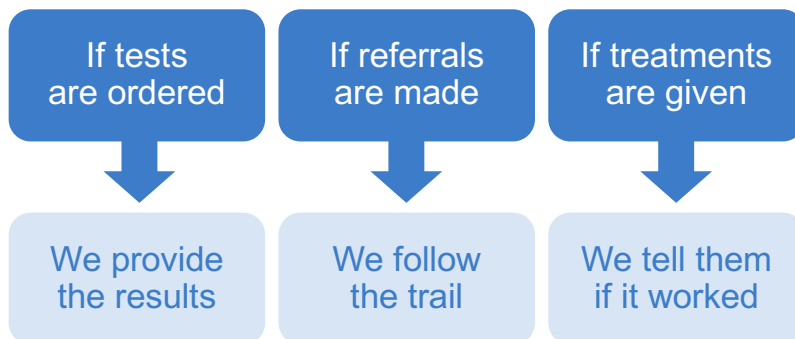 If tests
are ordered
If referrals
are made
If treatments
are given
We provide
the results
We follow
the trail
We tell them
if it worked